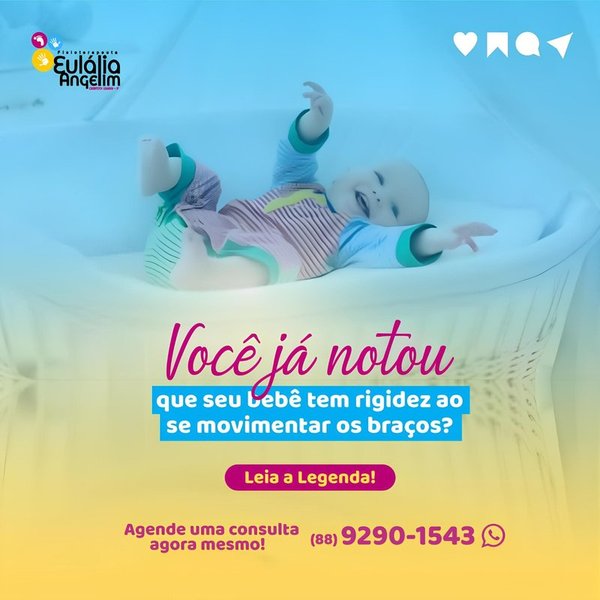 Fisioterapeuta
Eulália
Angelim
Você já notou
que seu bebê tem rigidez ao
se movimentar os braços?
Leia a Legenda!
Agende uma consulta
agora mesmo!
(88) 9290-1543